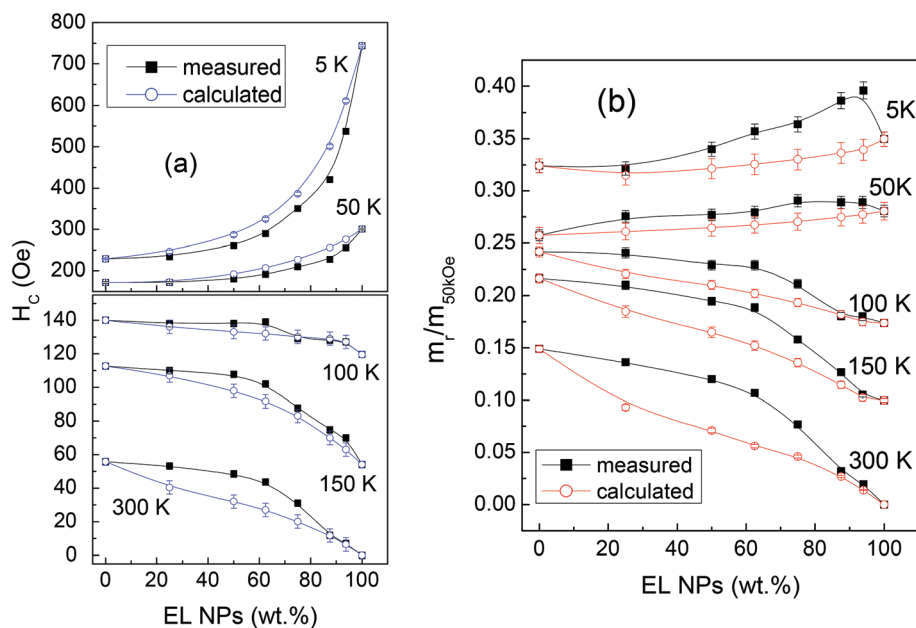 800
700
600
500
400
300
200
measured
calculated
5 K
(a)
50 K
H_C (Oe)
140
120
100
80
60
40
20
0
100 K
150 K
300 K
0 20 40 60 80 100
EL NPs (wt.%)
(b)
0.40
0.35
0.30
0.25
0.20
0.15
0.10
0.05
0.00
m_r/m_50kOe
5K
50K
100 K
150 K
300 K
measured
calculated
0 20 40 60 80 100
EL NPs (wt.%)